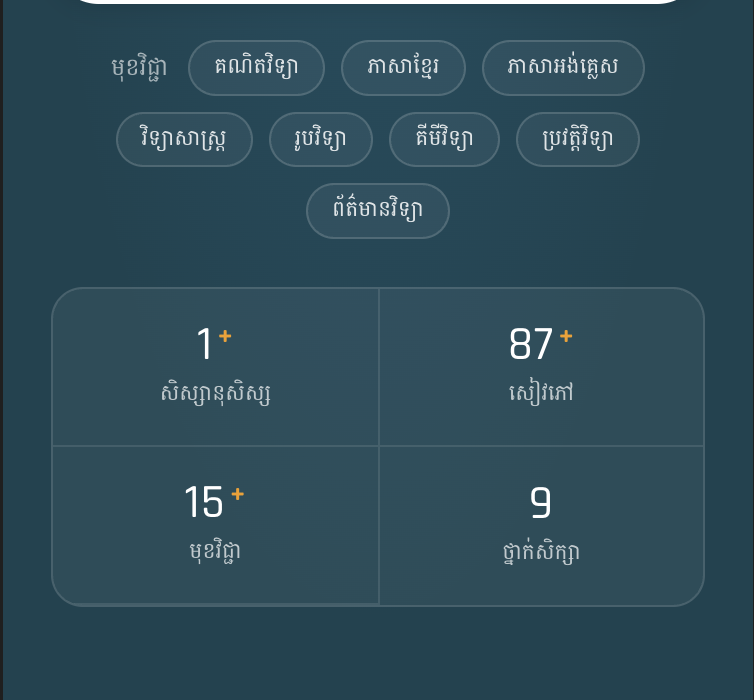 មុខវិជ្ជា គណិតវិទ្យា ភាសាខ្មែរ ភាសាអង់គ្លេស
វិទ្យាសាស្ត្រ រូបវិទ្យា គីមីវិទ្យា ប្រវត្តិវិទ្យា
ព័ត៌មានវិទ្យា
1+
សិស្សានុសិស្ស
87+
សៀវភៅ
15+
មុខវិជ្ជា
9
ថ្នាក់សិក្សា